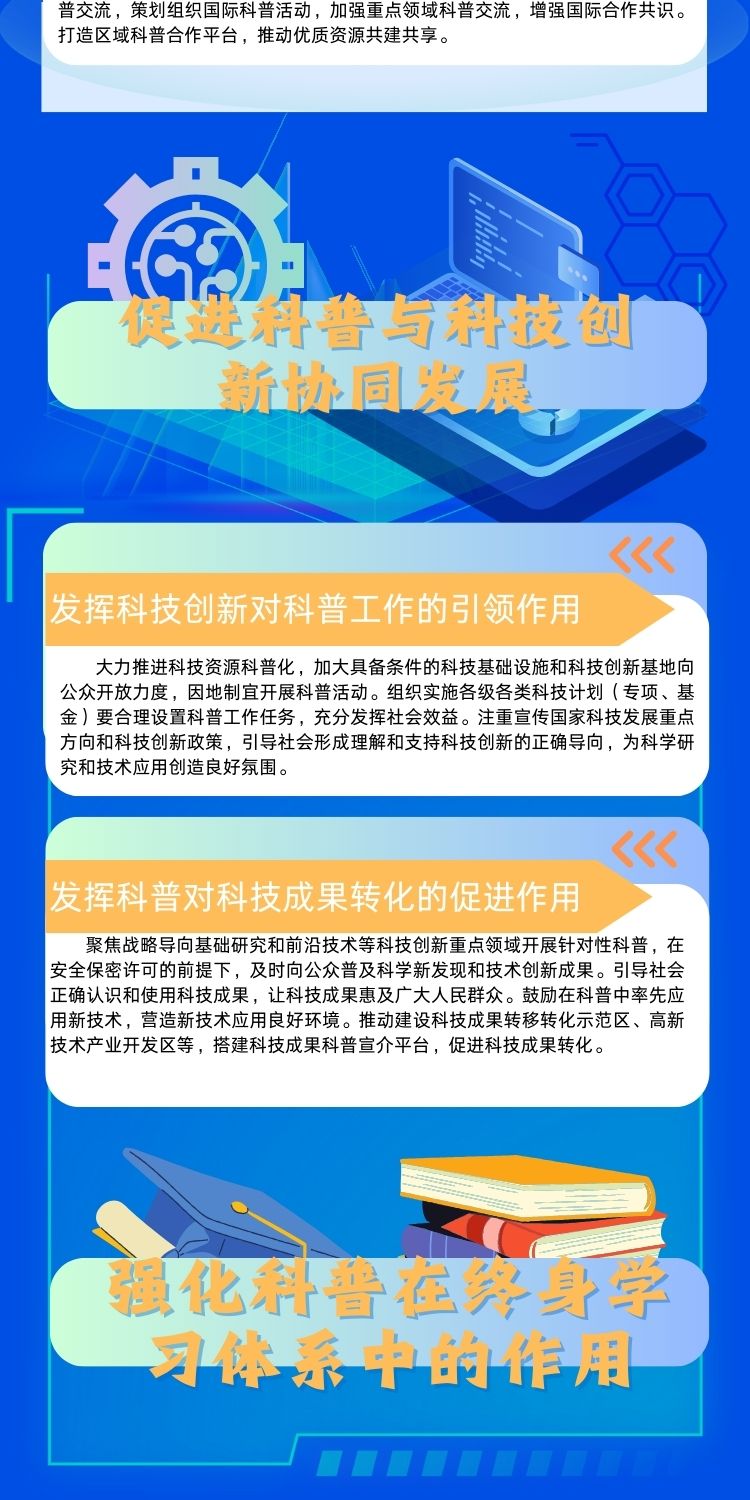 普交流，策划组织国际科普活动，加强重点领域科普交流，增强国际合作共识。
打造区域科普合作平台，推动优质资源共建共享。
促进科普与科技创
新协同发展
发挥科技创新对科普工作的引领作用
大力推进科技资源科普化，加大具备条件的科技基础设施和科技创新基地向
公众开放力度，因地制宜开展科普活动。组织实施各级各类科技计划（专项、基
金）要合理设置科普工作任务，充分发挥社会效益。注重宣传国家科技发展重点
方向和科技创新政策，引导社会形成理解和支持科技创新的正确导向，为科学研
究和技术应用创造良好氛围。
发挥科普对科技成果转化的促进作用
聚焦战略导向基础研究和前沿技术等科技创新重点领域开展针对性科普，在
安全保密许可的前提下，及时向公众普及科学新发现和技术创新成果。引导社会
正确认识和使用科技成果，让科技成果惠及广大人民群众。鼓励在科普中率先应
用新技术，营造新技术应用良好环境。推动建设科技成果转移转化示范区、高新
技术产业开发区等，搭建科技成果科普宣介平台，促进科技成果转化。
强化科普在终身学
习体系中的作用